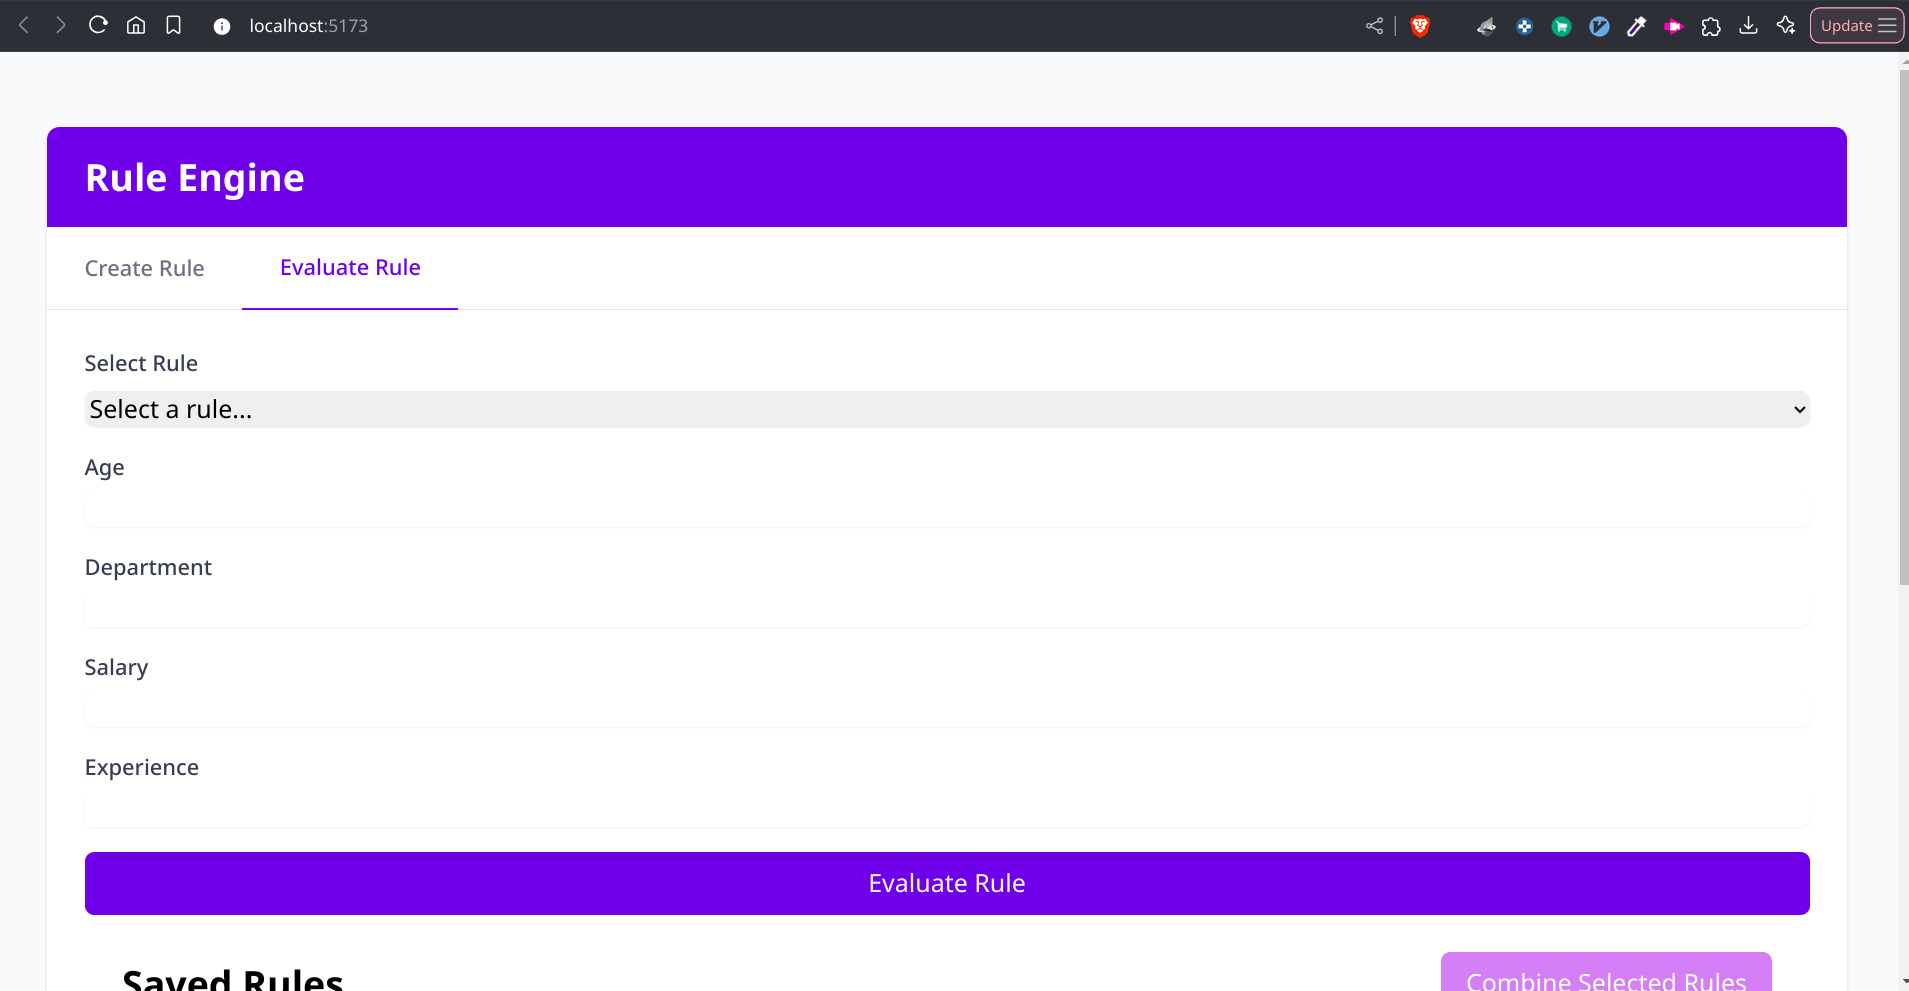 localhost:5173
Update
Rule Engine
Create Rule
Evaluate Rule
Select Rule
Select a rule...
Age
Department
Salary
Experience
Evaluate Rule
Saved Rules
Combine Selected Rules